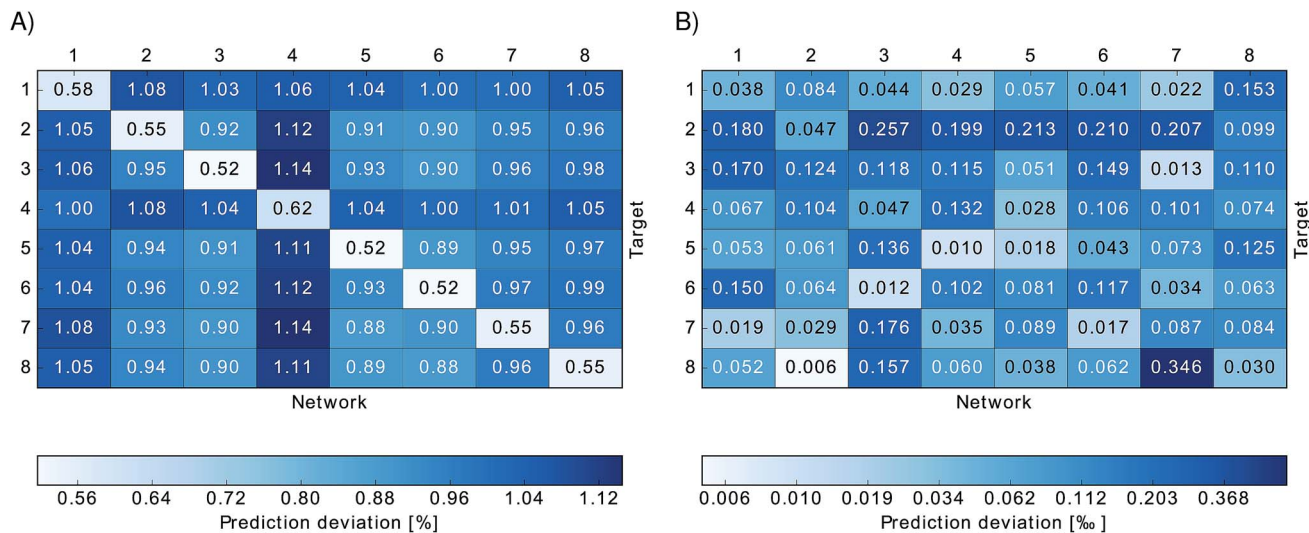 A)
1 2 3 4 5 6 7 8
1 0.58 1.08 1.03 1.06 1.04 1.00 1.00 1.05
2 1.05 0.55 0.92 1.12 0.91 0.90 0.95 0.96
3 1.06 0.95 0.52 1.14 0.93 0.90 0.96 0.98
4 1.00 1.08 1.04 0.62 1.04 1.00 1.01 1.05
5 1.04 0.94 0.91 1.11 0.52 0.89 0.95 0.97
6 1.04 0.96 0.92 1.12 0.93 0.52 0.97 0.99
7 1.08 0.93 0.90 1.14 0.88 0.90 0.55 0.96
8 1.05 0.94 0.90 1.11 0.89 0.88 0.96 0.55
Target
Network
0.56 0.64 0.72 0.80 0.88 0.96 1.04 1.12
Prediction deviation [%]
B)
1 2 3 4 5 6 7 8
1 0.038 0.084 0.044 0.029 0.057 0.041 0.022 0.153
2 0.180 0.047 0.257 0.199 0.213 0.210 0.207 0.099
3 0.170 0.124 0.118 0.115 0.051 0.149 0.013 0.110
4 0.067 0.104 0.047 0.132 0.028 0.106 0.101 0.074
5 0.053 0.061 0.136 0.010 0.018 0.043 0.073 0.125
6 0.150 0.064 0.012 0.102 0.081 0.117 0.034 0.063
7 0.019 0.029 0.176 0.035 0.089 0.017 0.087 0.084
8 0.052 0.006 0.157 0.060 0.038 0.062 0.346 0.030
Target
Network
0.006 0.010 0.019 0.034 0.062 0.112 0.203 0.368
Prediction deviation [‰]